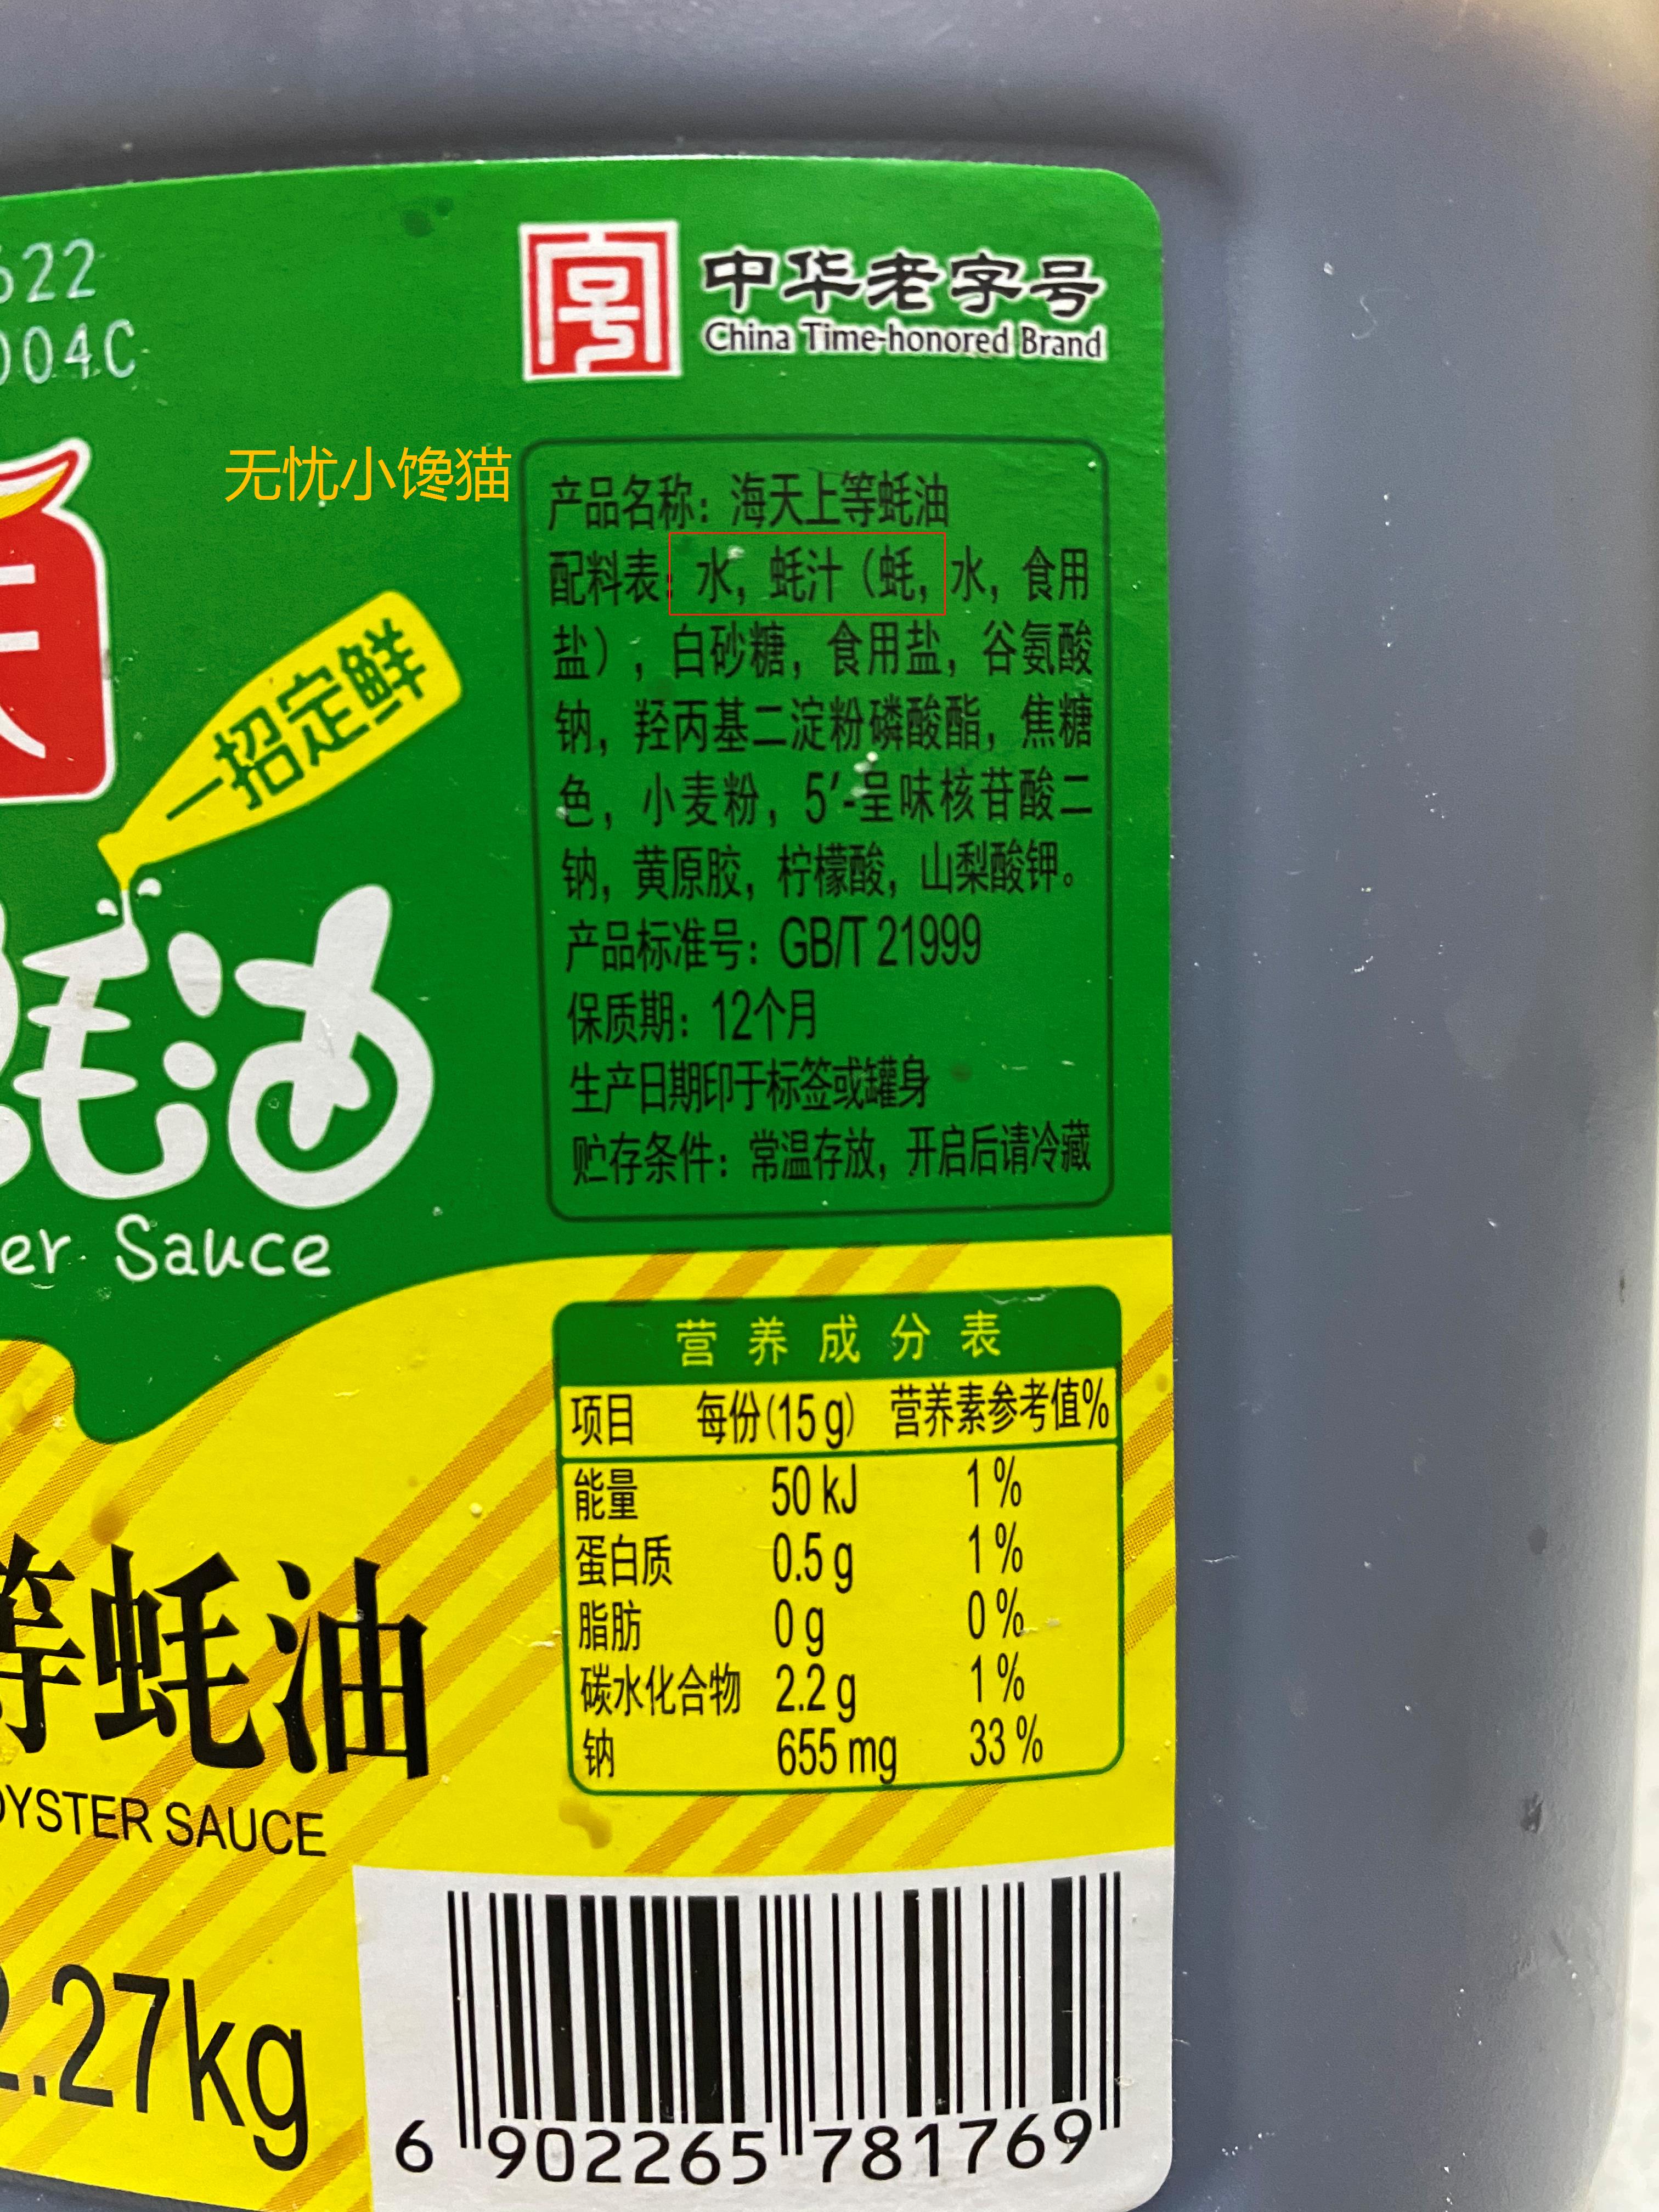 622
004C
中华老字号
China Time-honored Brand
无忧小馋猫
产品名称：海天上等蚝油
配料表：水，蚝汁（蚝，水，食用
盐），白砂糖，食用盐，谷氨酸
钠，羟丙基二淀粉磷酸酯，焦糖
色，小麦粉，5′-呈味核苷酸二
钠，黄原胶，柠檬酸，山梨酸钾。
产品标准号：GB/T 21999
保质期：12个月
生产日期印于标签或罐身
贮存条件：常温存放，开启后请冷藏
一招定鲜
蚝油
er Sauce
营养成分表
项目 每份(15 g) 营养素参考值%
能量 50 kJ 1 %
蛋白质 0.5 g 1 %
脂肪 0 g 0 %
碳水化合物 2.2 g 1 %
钠 655 mg 33 %
等蚝油
OYSTER SAUCE
2.27kg
6 902265 781769